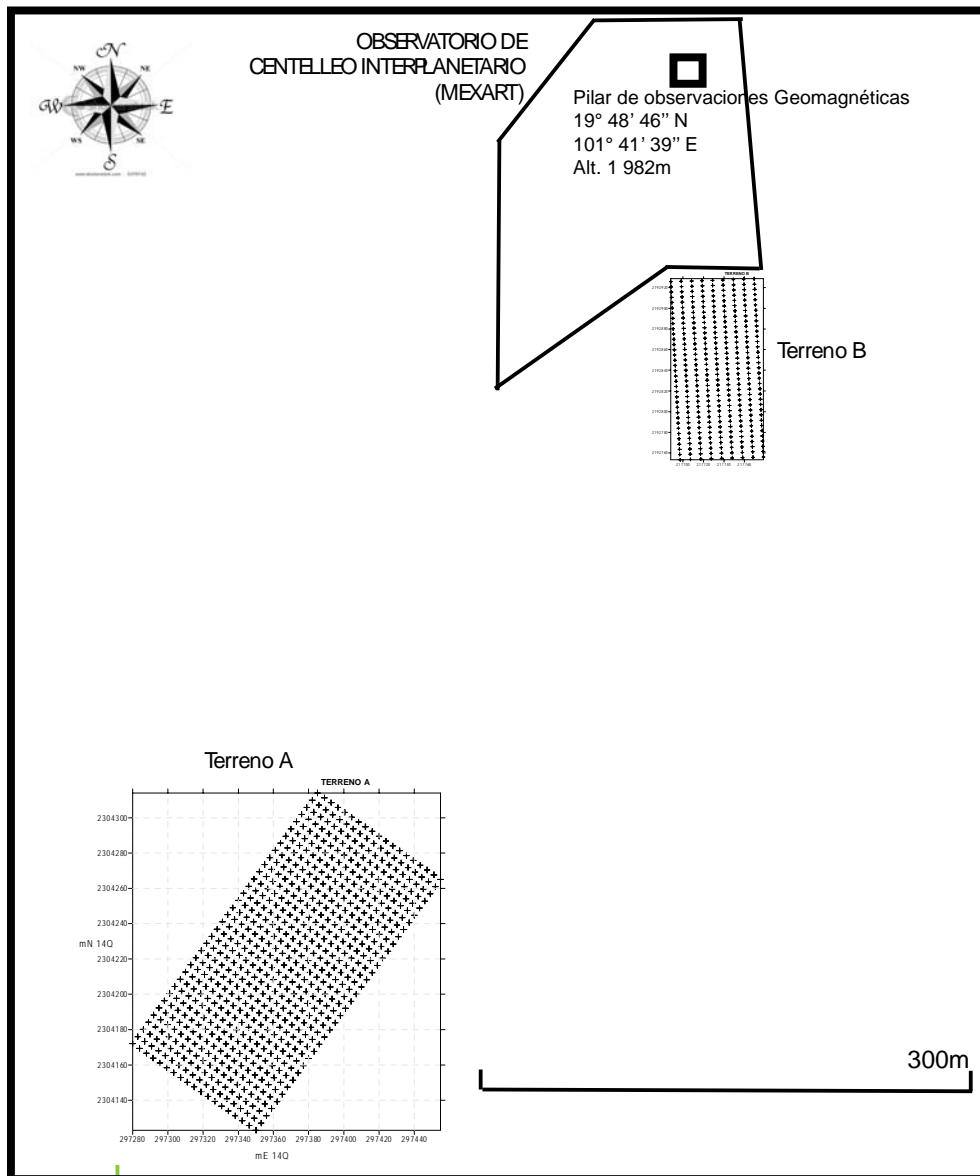 N
NW
NE
W
E
WS
SE
S
OBSERVATORIO DE
CENTELLEO INTERPLANETARIO
(MEXART)
Pilar de observaciones Geomagnéticas
19° 48' 46'' N
101° 41' 39'' E
Alt. 1 982m
TERRENO B
Terreno B
Terreno A
TERRENO A
2304300
2304280
2304260
2304240
mN 14Q
2304220
2304200
2304180
2304160
2304140
297280 297300 297320 297340 297360 297380 297400 297420 297440
mE 14Q
300m